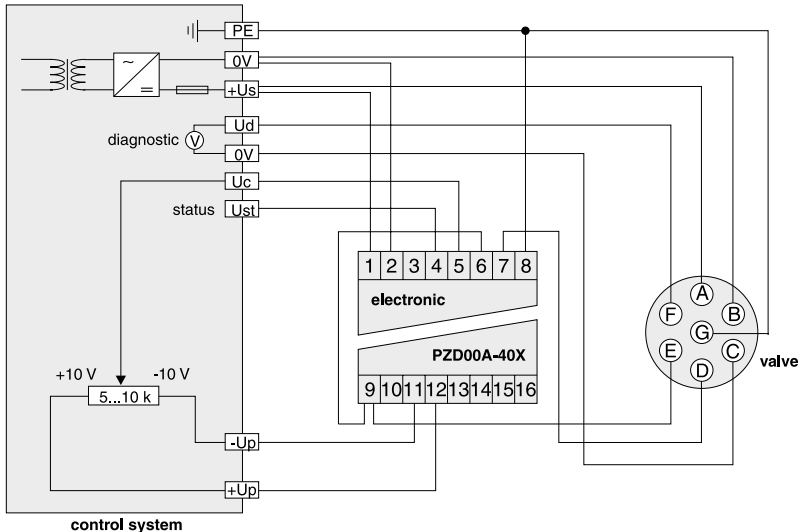 PE
0V
+Us
~
=
Ud
diagnostic V
0V
Uc
status Ust
1 2 3 4 5 6 7 8
electronic
PZD00A-40X
9 10 11 12 13 14 15 16
A
F B
G
E C
D
valve
+10 V -10 V
5...10 k
-Up
+Up
control system